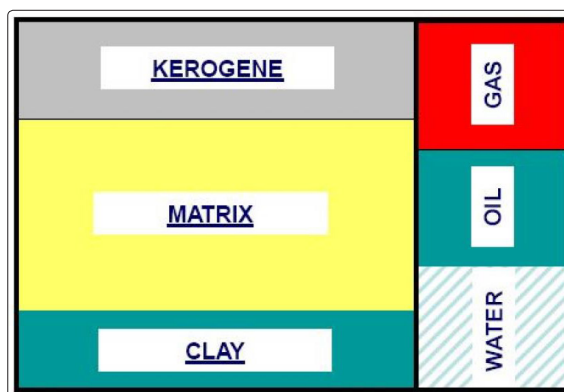 KEROGENE
MATRIX
CLAY
GAS
OIL
WATER